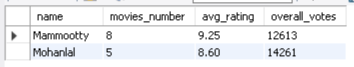 name movies_number avg_rating overall_votes
Mammootty 8 9.25 12613
Mohanlal 5 8.60 14261